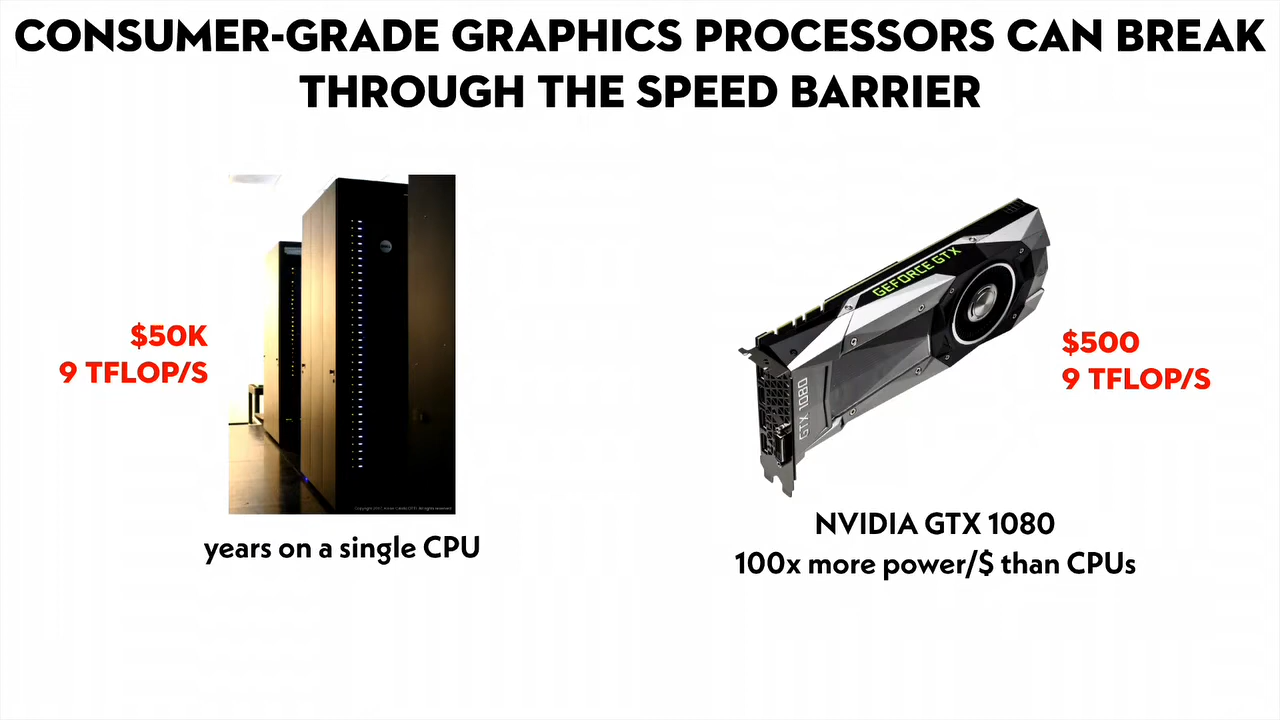 CONSUMER-GRADE GRAPHICS PROCESSORS CAN BREAK
THROUGH THE SPEED BARRIER
$50K
9 TFLOP/S
years on a single CPU
GEFORCE GTX
GTX 1080
$500
9 TFLOP/S
NVIDIA GTX 1080
100x more power/$ than CPUs